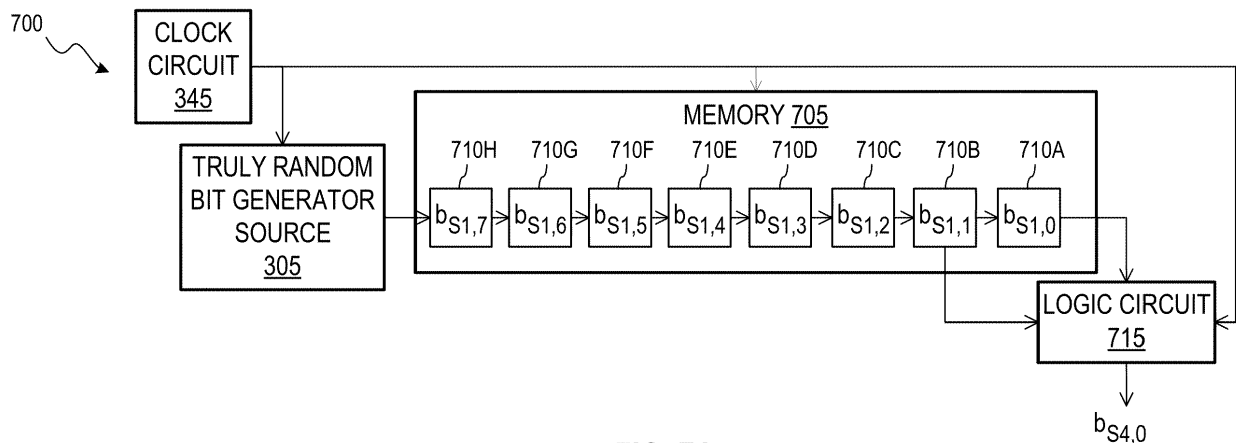 700
CLOCK
CIRCUIT
345
MEMORY 705
TRULY RANDOM
BIT GENERATOR
SOURCE
305
710H 710G 710F 710E 710D 710C 710B 710A
bS1,7 bS1,6 bS1,5 bS1,4 bS1,3 bS1,2 bS1,1 bS1,0
LOGIC CIRCUIT
715
bS4,0